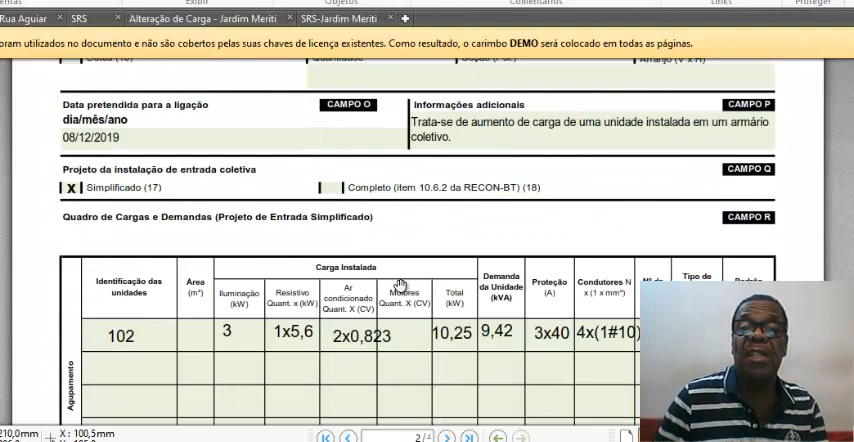 entas Exibir Objetos Comentários Links Proteger
Rua Aguiar × SRS × Alteração de Carga - Jardim Meriti × SRS-Jardim Meriti ×
oram utilizados no documento e não são cobertos pelas suas chaves de licença existentes. Como resultado, o carimbo DEMO será colocado em todas as páginas.
Data pretendida para a ligação CAMPO O
dia/mês/ano
08/12/2019
Informações adicionais CAMPO P
Trata-se de aumento de carga de uma unidade instalada em um armário
coletivo.
Projeto da instalação de entrada coletiva CAMPO Q
x Simplificado (17) Completo (item 10.6.2 da RECON-BT) (18)
Quadro de Cargas e Demandas (Projeto de Entrada Simplificado) CAMPO R
Identificação das
unidades
Área
(m²)
Carga Instalada
Iluminação
(kW)
Resistivo
Quant. x (kW)
Ar
condicionado
Quant. X (CV)
Motores
Quant. X (CV)
Total
(kW)
Demanda
da Unidade
(kVA)
Proteção
(A)
Condutores N
x (1 x mm²)
Tipo de
102 3 1x5,6 2x0,823 10,25 9,42 3x40 4x(1#10)
Agupamento
210,0mm X : 100,5mm
2/4